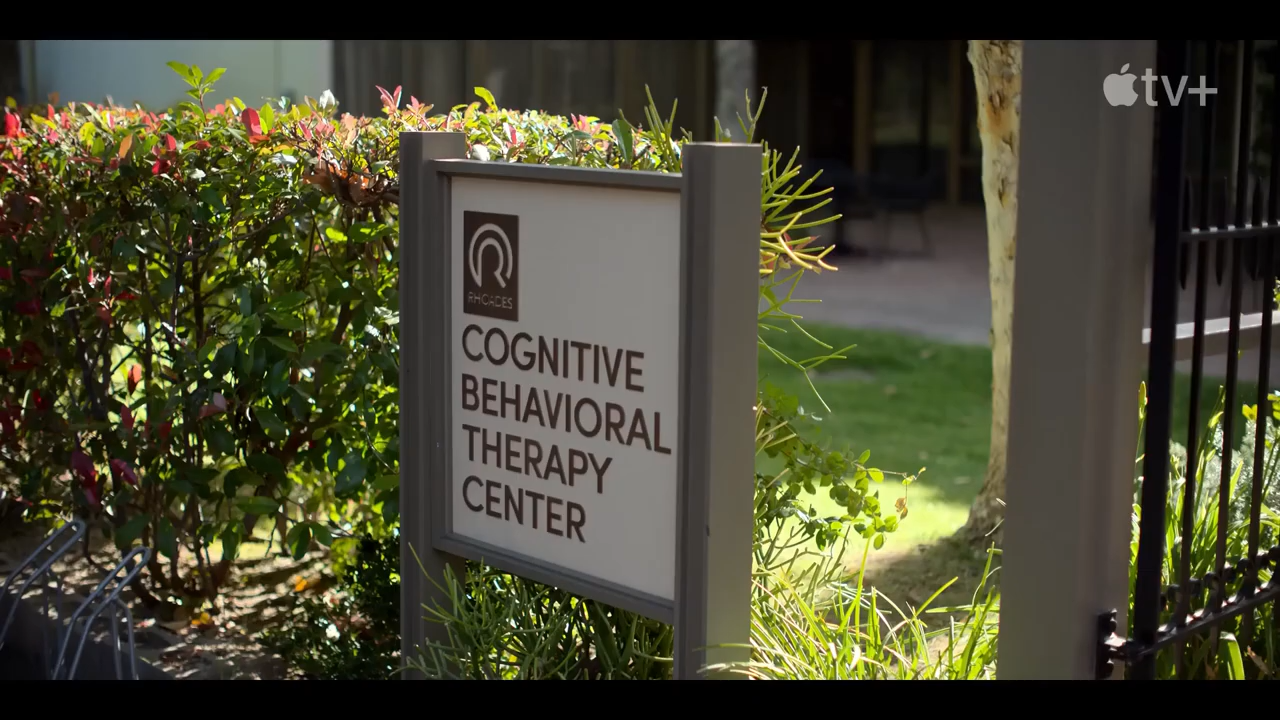 tv+
RHOADES
COGNITIVE
BEHAVIORAL
THERAPY
CENTER